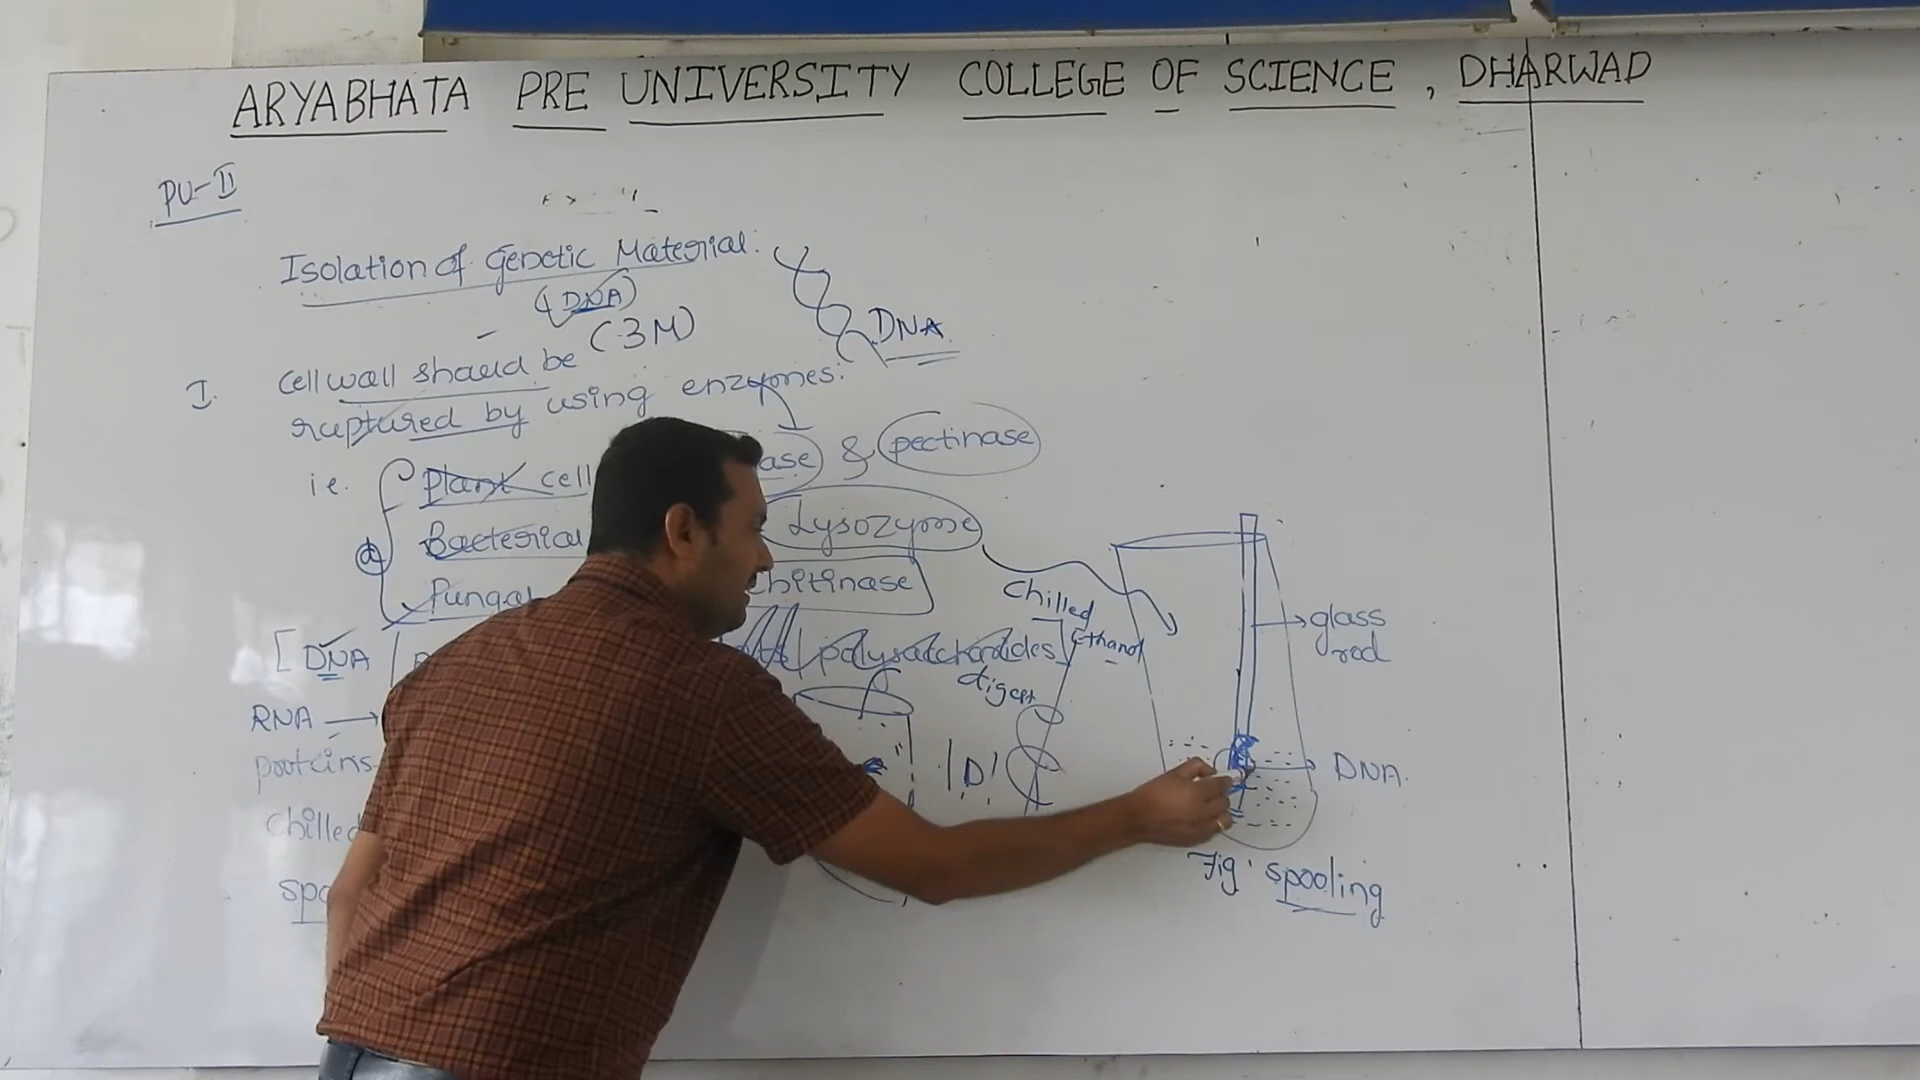 ARYABHATA PRE UNIVERSITY COLLEGE OF SCIENCE, DHARWAD
PU-II
Isolation of Genetic Material:
(DNA)
(3M)
DNA
I. Cell wall should be
ruptured by using enzymes:
i.e. Plant cell ase & pectinase
Bacterial Lysozyme
Fungal chitinase
[DNA / polysaccharides
RNA →
proteins
chilled
spo
digest
Chilled
Ethanol
'D'
glass
rod
DNA.
Fig. spooling